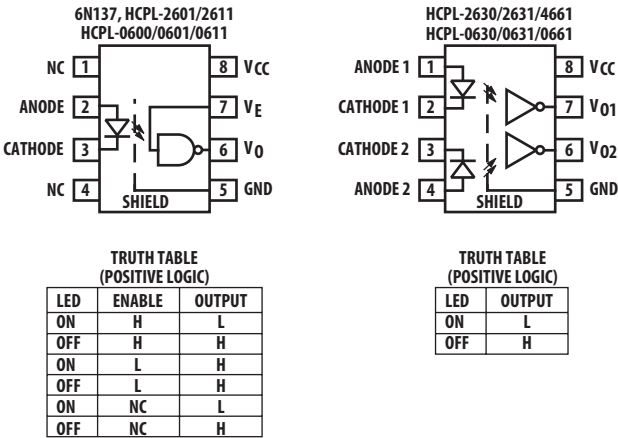 6N137, HCPL-2601/2611
HCPL-0600/0601/0611
NC 1 8 VCC
ANODE 2 7 VE
CATHODE 3 6 VO
NC 4 5 GND
SHIELD
HCPL-2630/2631/4661
HCPL-0630/0631/0661
ANODE 1 1 8 VCC
CATHODE 1 2 7 VO1
CATHODE 2 3 6 VO2
ANODE 2 4 5 GND
SHIELD
TRUTH TABLE
(POSITIVE LOGIC)
LED ENABLE OUTPUT
ON H L
OFF H H
ON L H
OFF L H
ON NC L
OFF NC H
TRUTH TABLE
(POSITIVE LOGIC)
LED OUTPUT
ON L
OFF H